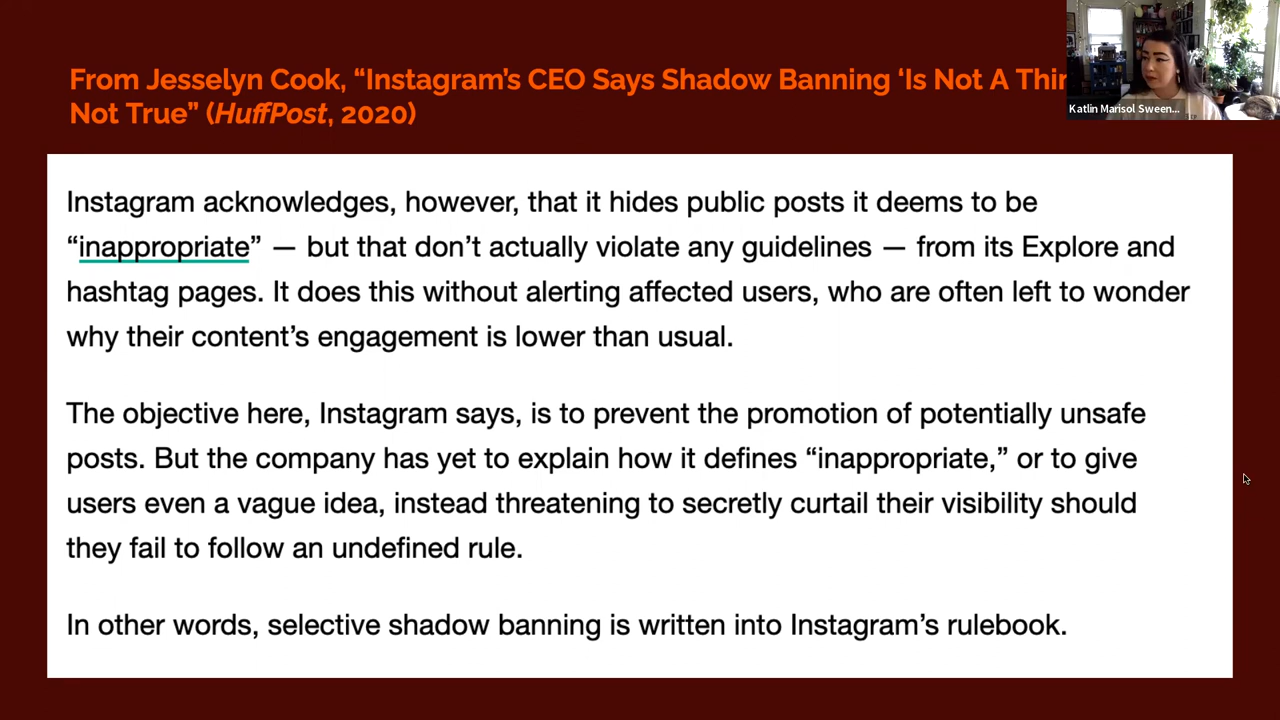 From Jesselyn Cook, “Instagram’s CEO Says Shadow Banning ‘Is Not A
Not True” (HuffPost, 2020)
Katlin Marisol Sween...
Instagram acknowledges, however, that it hides public posts it deems to be
“inappropriate” — but that don’t actually violate any guidelines — from its Explore and
hashtag pages. It does this without alerting affected users, who are often left to wonder
why their content’s engagement is lower than usual.
The objective here, Instagram says, is to prevent the promotion of potentially unsafe
posts. But the company has yet to explain how it defines “inappropriate,” or to give
users even a vague idea, instead threatening to secretly curtail their visibility should
they fail to follow an undefined rule.
In other words, selective shadow banning is written into Instagram’s rulebook.